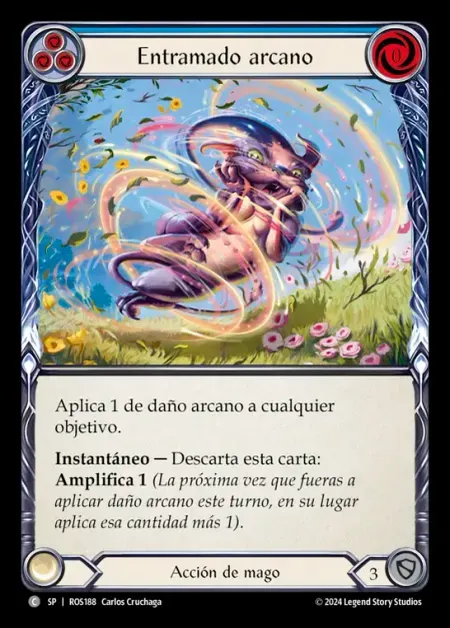 Entramado arcano
0
Aplica 1 de daño arcano a cualquier
objetivo.
Instantáneo — Descarta esta carta:
Amplifica 1 (La próxima vez que fueras a
aplicar daño arcano este turno, en su lugar
aplica esa cantidad más 1).
Acción de mago
3
C SP | ROS188 Carlos Cruchaga
© 2024 Legend Story Studios